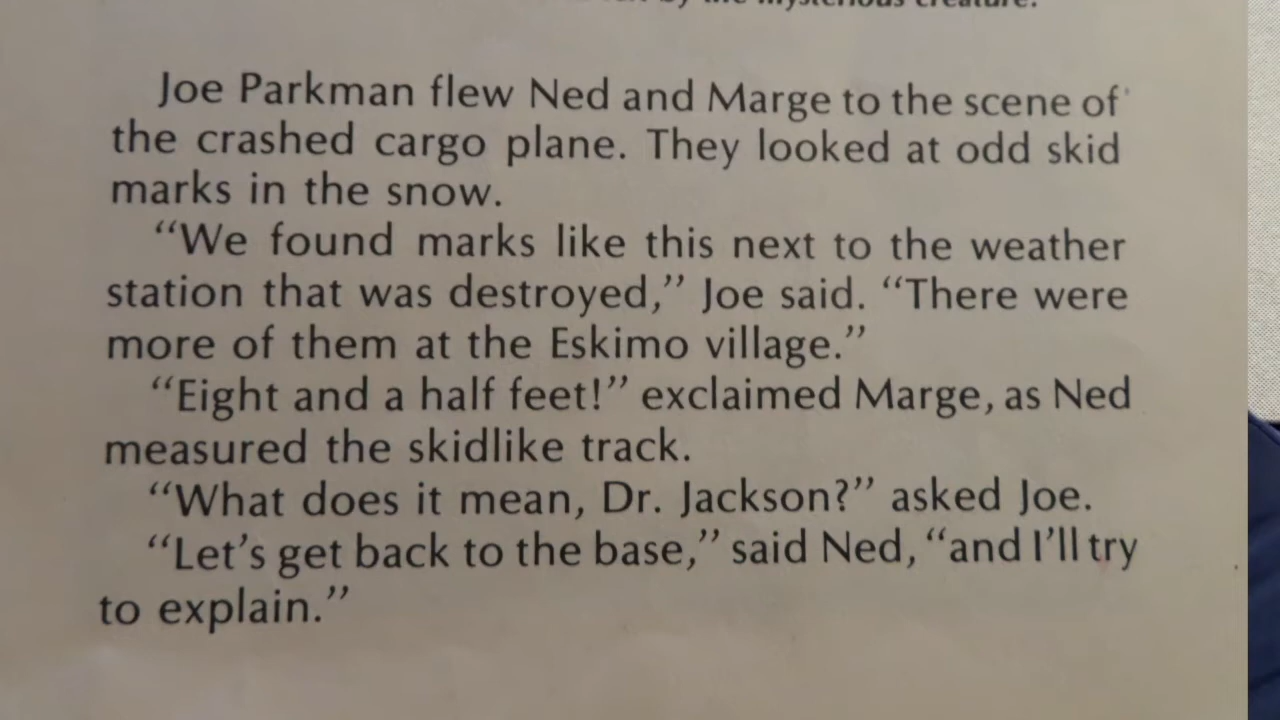 by the mysterious creature.
Joe Parkman flew Ned and Marge to the scene of
the crashed cargo plane. They looked at odd skid
marks in the snow.
“We found marks like this next to the weather
station that was destroyed,” Joe said. “There were
more of them at the Eskimo village.”
“Eight and a half feet!” exclaimed Marge, as Ned
measured the skidlike track.
“What does it mean, Dr. Jackson?” asked Joe.
“Let’s get back to the base,” said Ned, “and I’ll try
to explain.”